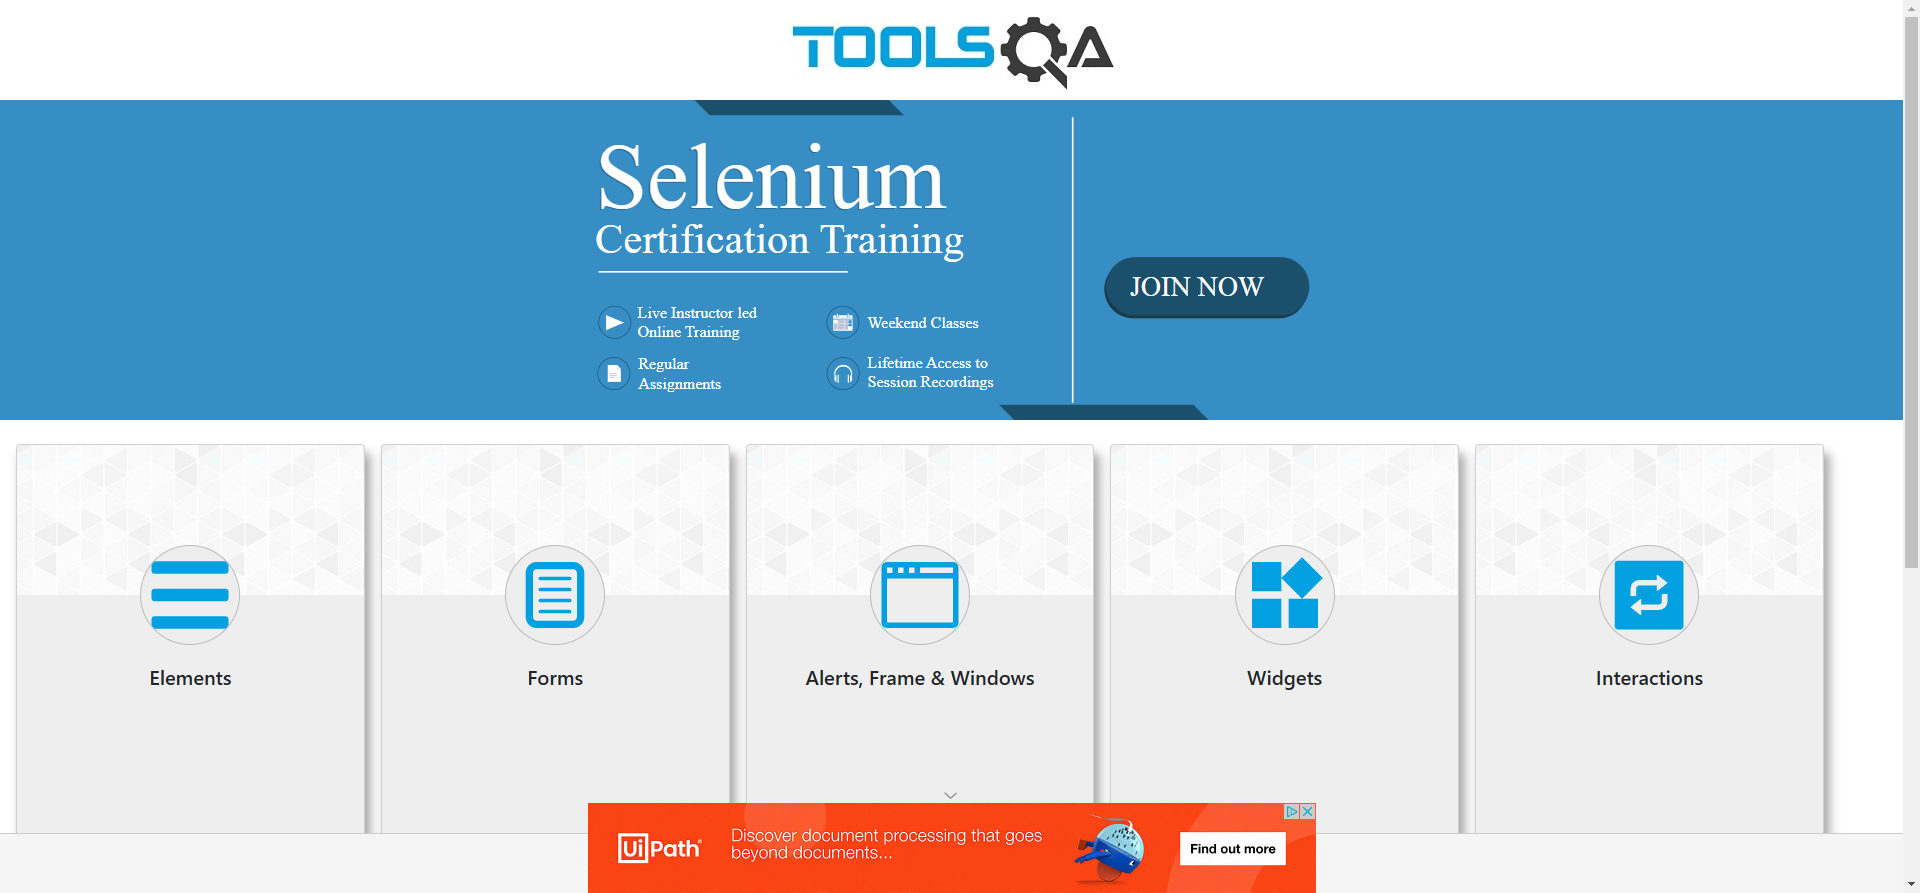 TOOLSQA
Selenium
Certification Training
JOIN NOW
Live Instructor led
Online Training
Weekend Classes
Regular
Assignments
Lifetime Access to
Session Recordings
Elements
Forms
Alerts, Frame & Windows
Widgets
Interactions
UiPath
Discover document processing that goes
beyond documents...
Find out more